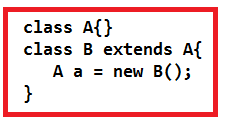 class A{}
class B extends A{
A a = new B();
}